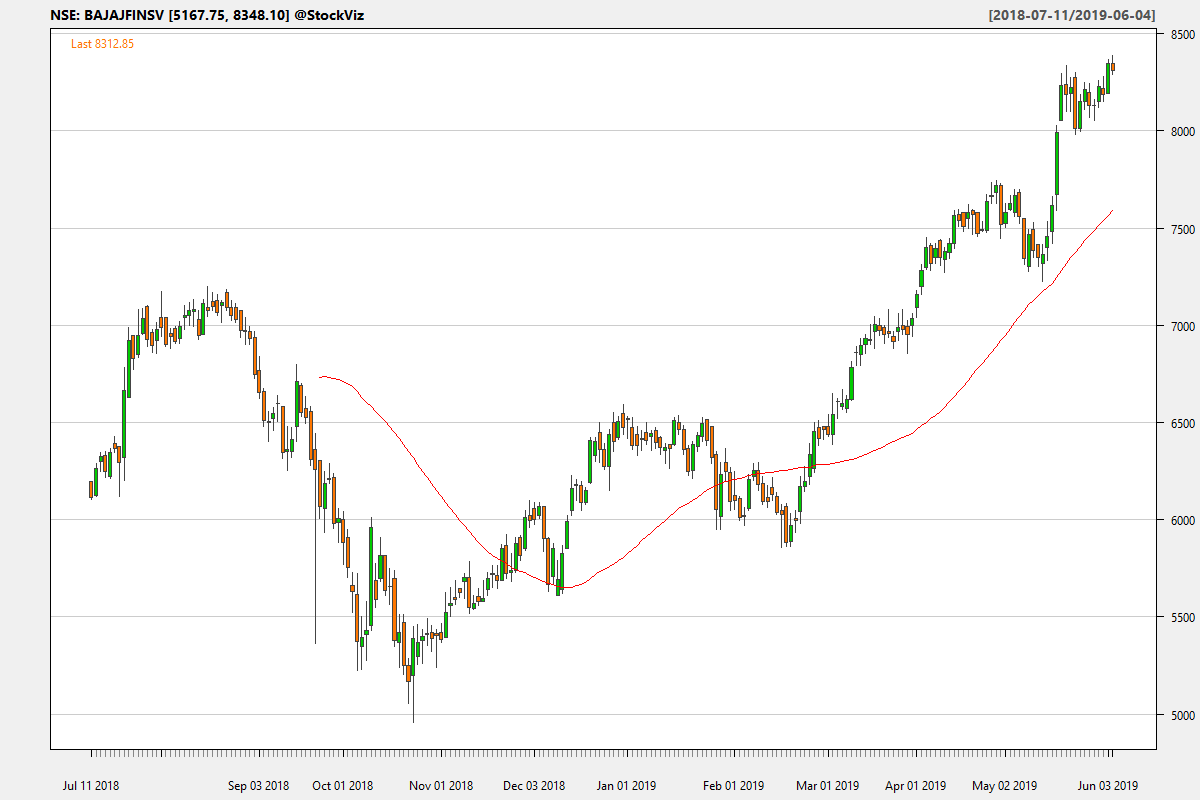 NSE: BAJAJFINSV [5167.75, 8348.10] @StockViz [2018-07-11/2019-06-04]
Last 8312.85
8500
8000
7500
7000
6500
6000
5500
5000
Jul 11 2018 Sep 03 2018 Oct 01 2018 Nov 01 2018 Dec 03 2018 Jan 01 2019 Feb 01 2019 Mar 01 2019 Apr 01 2019 May 02 2019 Jun 03 2019